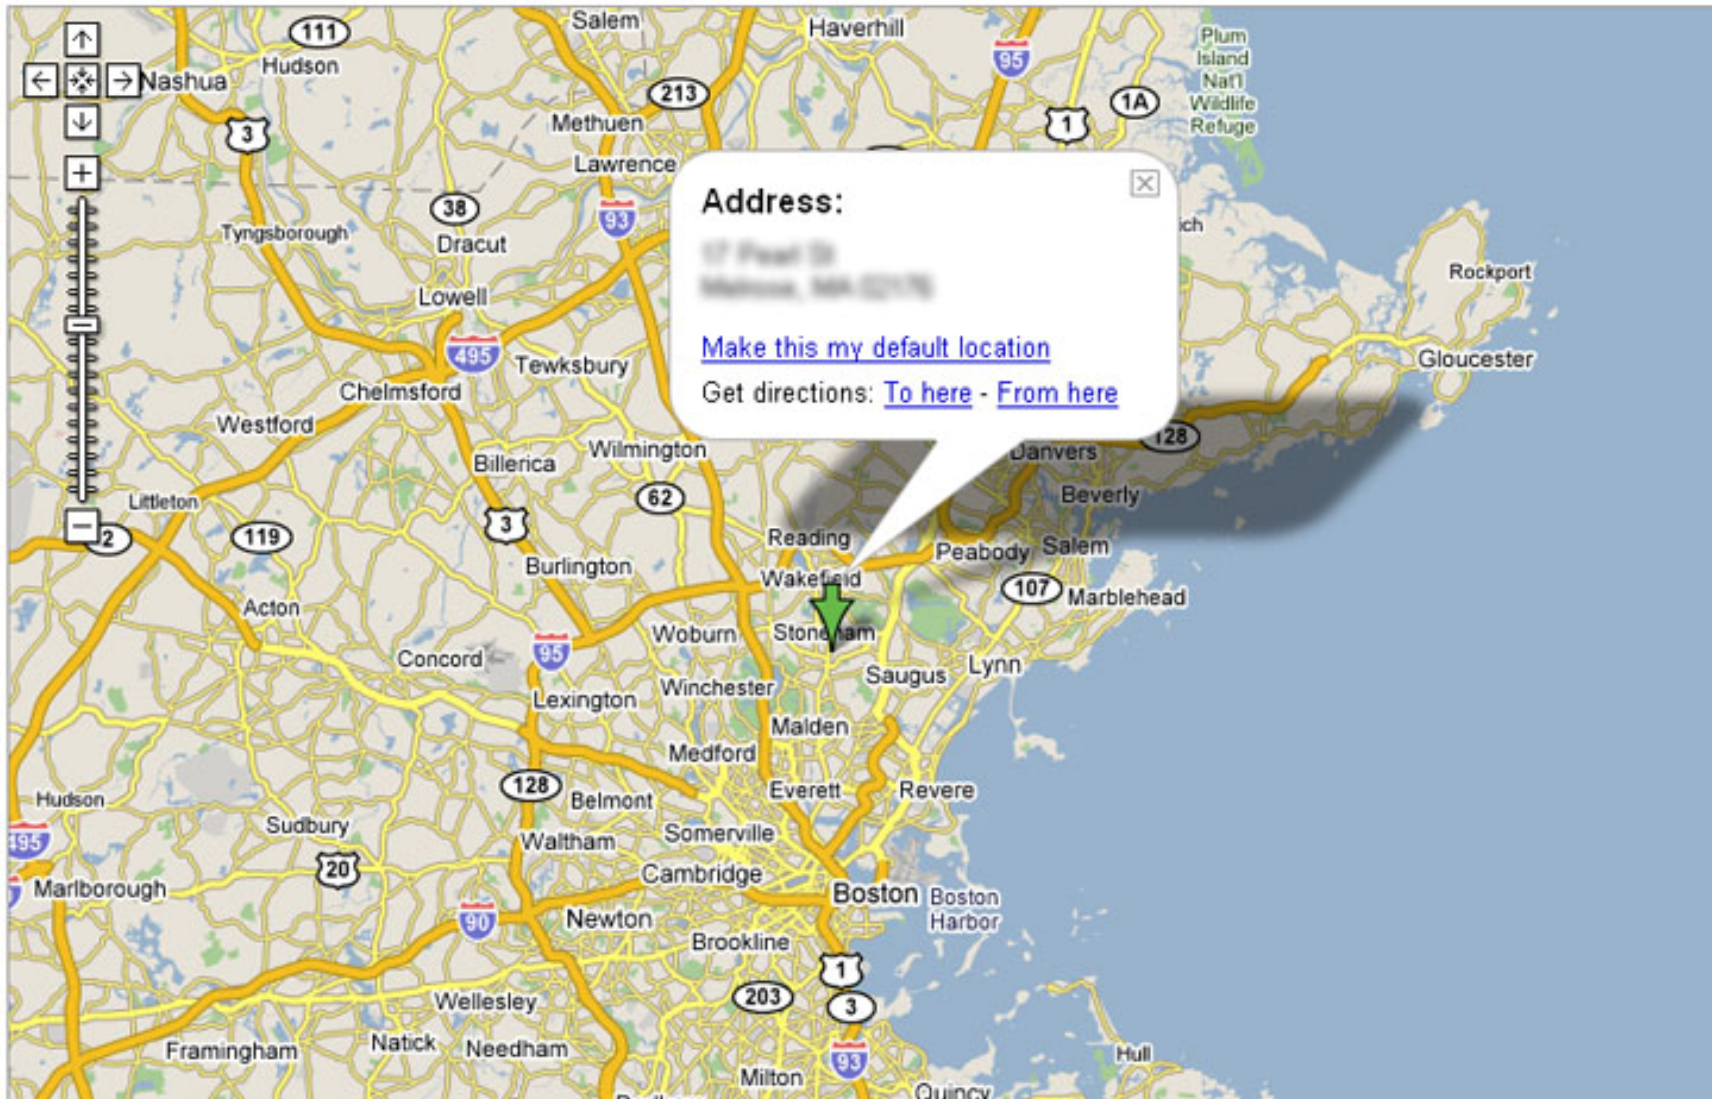 111
Salem
Haverhill
Hudson
95
Plum
Island
Nat'l
Wildlife
Refuge
Nashua
213
1A
3
Methuen
1
Lawrence
Address:
38
93
ich
Tyngsborough
Dracut
Rockport
Lowell
Make this my default location
495
Tewksbury
Gloucester
Chelmsford
Get directions: To here - From here
Westford
128
Wilmington
Danvers
Billerica
Beverly
62
Littleton
3
2
119
Reading
Salem
Peabody
Burlington
Wakefield
107
Marblehead
Acton
Woburn
Stoneham
95
Concord
Lynn
Saugus
Winchester
Lexington
Malden
Medford
128
Everett
Revere
Hudson
Belmont
Sudbury
Somerville
495
Waltham
20
Cambridge
Marlborough
Boston
Boston
Harbor
90
Newton
Brookline
1
203
Wellesley
3
Natick
Needham
Framingham
Hull
93
Milton
Quincy